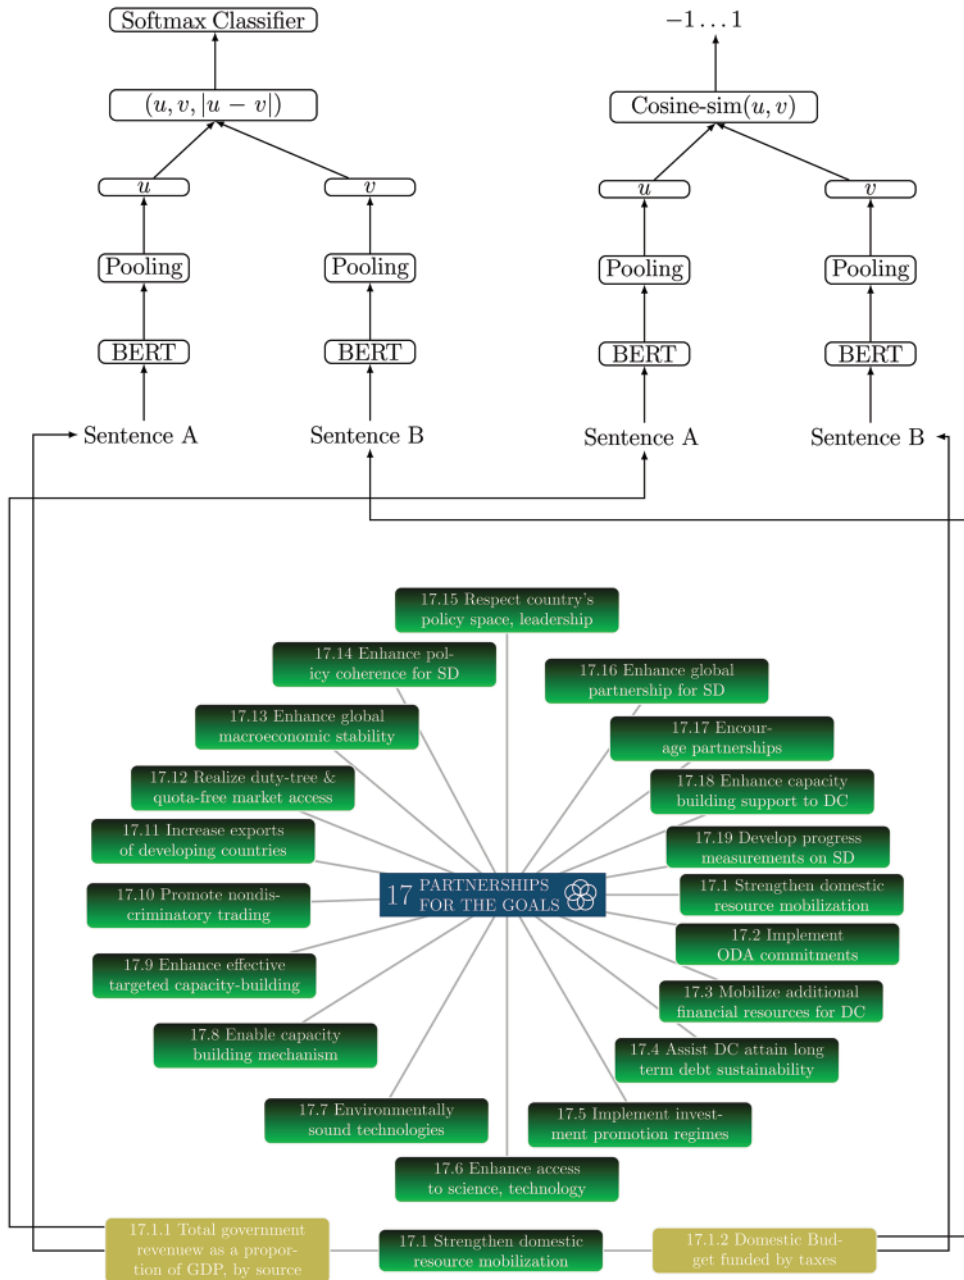 Softmax Classifier
−1 … 1
(u, v, |u − v|)
Cosine-sim(u, v)
u
v
u
v
Pooling
Pooling
Pooling
Pooling
BERT
BERT
BERT
BERT
Sentence A
Sentence B
Sentence A
Sentence B
17.15 Respect country's
policy space, leadership
17.14 Enhance pol-
icy coherence for SD
17.16 Enhance global
partnership for SD
17.13 Enhance global
macroeconomic stability
17.17 Encour-
age partnerships
17.12 Realize duty-tree &
quota-free market access
17.18 Enhance capacity
building support to DC
17.11 Increase exports
of developing countries
17.19 Develop progress
measurements on SD
17 PARTNERSHIPS
FOR THE GOALS
17.10 Promote nondis-
criminatory trading
17.1 Strengthen domestic
resource mobilization
17.2 Implement
ODA commitments
17.9 Enhance effective
targeted capacity-building
17.3 Mobilize additional
financial resources for DC
17.8 Enable capacity
building mechanism
17.4 Assist DC attain long
term debt sustainability
17.7 Environmentally
sound technologies
17.5 Implement invest-
ment promotion regimes
17.6 Enhance access
to science, technology
17.1.1 Total government
revenuew as a propor-
tion of GDP, by source
17.1 Strengthen domestic
resource mobilization
17.1.2 Domestic Bud-
get funded by taxes